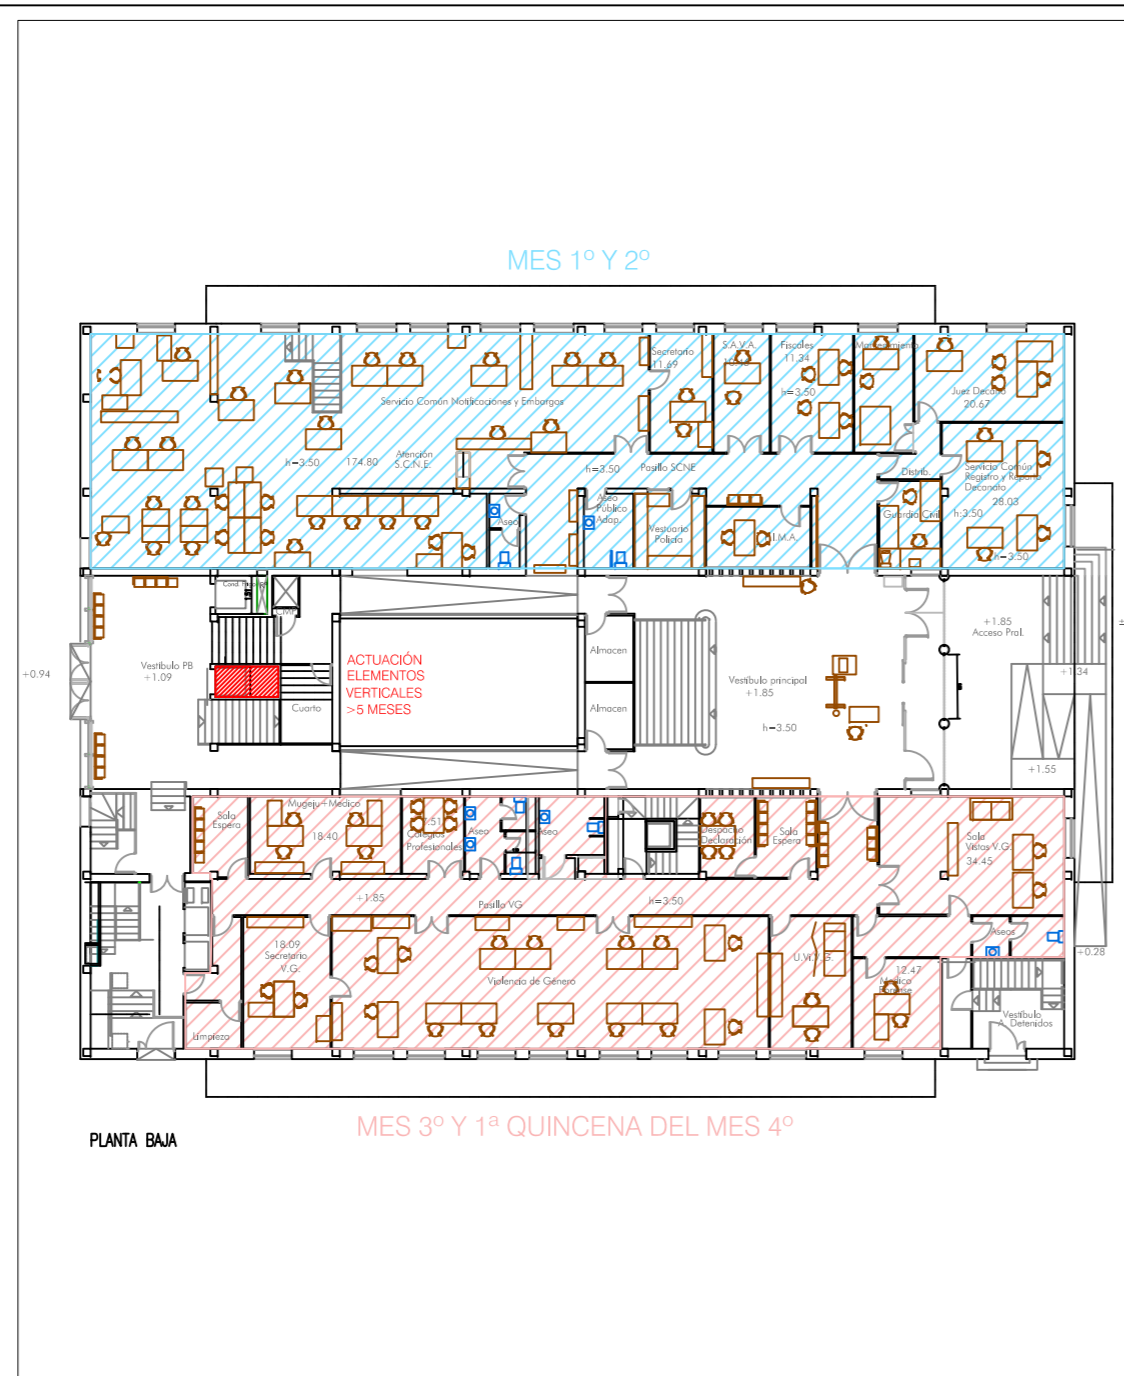 MES 1º Y 2º
Secretario
11.69
S.A.V.A.
Fiscales
11.34
h=3.50
Mantenimiento
Juez Decano
20.67
Servicio Común Notificaciones y Embargos
Atención
S.C.N.E.
h=3.50
174.80
h=3.50
Pasillo SCNE
Distrib.
Servicio Común
Registro y Reparto
Decanato
28.03
h:3.50
h=3.50
Aseo
Aseo
Público
Adap.
Vestuario
Policía
Guardia Civil
+0.94
Vestíbulo PB
+1.09
Cuarto
ACTUACIÓN
ELEMENTOS
VERTICALES
>5 MESES
Almacen
Almacen
Vestíbulo principal
+1.85
h=3.50
+1.85
Acceso Pral.
+1.34
+1.55
Sala
Espera
Mugeju+Médico
18.40
Colegios
Profesionales
Aseo
Aseo
Despacho
Declaración
Sala
Espera
Sala
Vistas V.G.
34.45
+1.85
Pasillo VG
h=3.50
18.09
Secretario
V.G.
Violencia de Género
U.Vi.V.G.
12.47
Médico
Forense
Aseos
+0.28
Limpieza
Vestíbulo
A. Detenidos
MES 3º Y 1ª QUINCENA DEL MES 4º
PLANTA BAJA